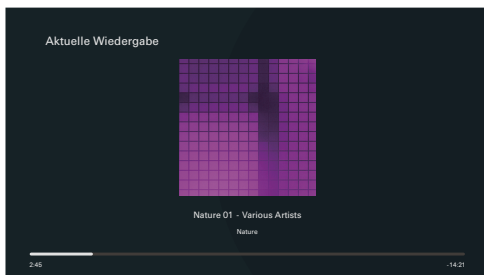 Aktuelle Wiedergabe
Nature 01 - Various Artists
Nature
2:45
-14:21